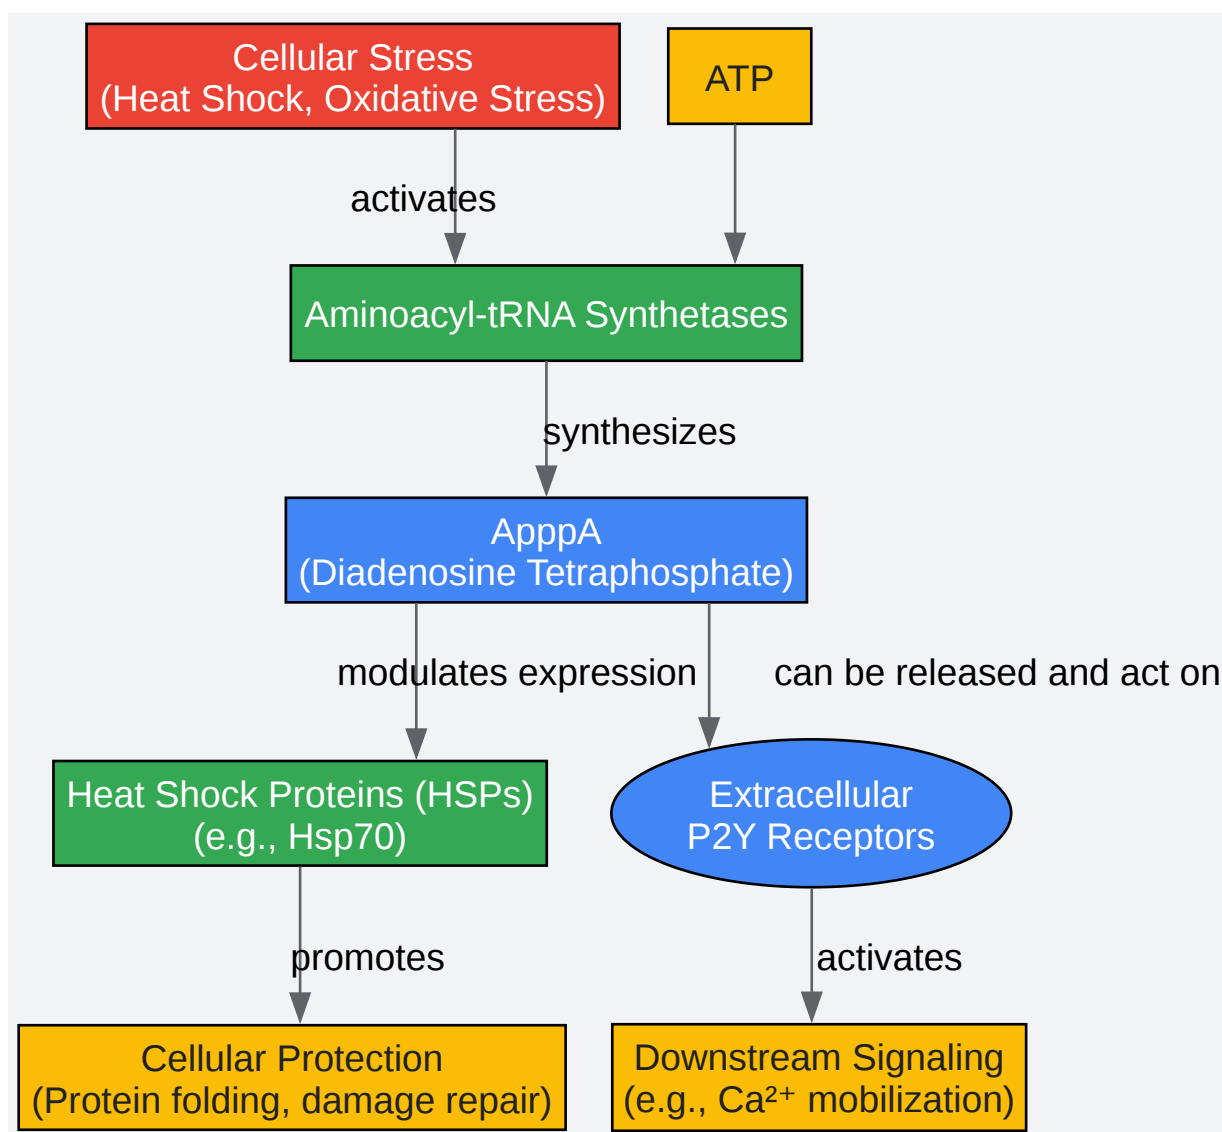 Cellular Stress
(Heat Shock, Oxidative Stress)
ATP
activates
Aminoacyl-tRNA Synthetases
synthesizes
ApppA
(Diadenosine Tetraphosphate)
modulates expression
can be released and act on
Heat Shock Proteins (HSPs)
(e.g., Hsp70)
Extracellular
P2Y Receptors
promotes
activates
Cellular Protection
(Protein folding, damage repair)
Downstream Signaling
(e.g., Ca²⁺ mobilization)